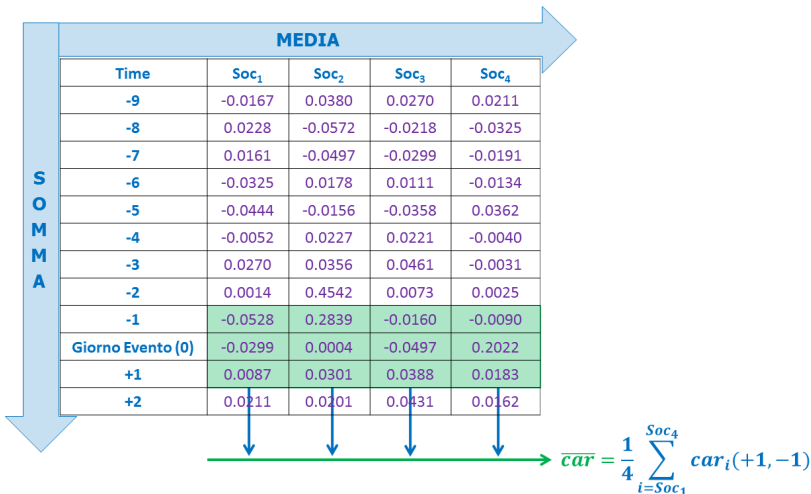 MEDIA
SOMMA
Time Soc₁ Soc₂ Soc₃ Soc₄
-9 -0.0167 0.0380 0.0270 0.0211
-8 0.0228 -0.0572 -0.0218 -0.0325
-7 0.0161 -0.0497 -0.0299 -0.0191
-6 -0.0325 0.0178 0.0111 -0.0134
-5 -0.0444 -0.0156 -0.0358 0.0362
-4 -0.0052 0.0227 0.0221 -0.0040
-3 0.0270 0.0356 0.0461 -0.0031
-2 0.0014 0.4542 0.0073 0.0025
-1 -0.0528 0.2839 -0.0160 -0.0090
Giorno Evento (0) -0.0299 0.0004 -0.0497 0.2022
+1 0.0087 0.0301 0.0388 0.0183
+2 0.0211 0.0201 0.0431 0.0162
c̅a̅r̅ = 1/4 ∑_{i=Soc₁}^{Soc₄} carᵢ(+1,−1)